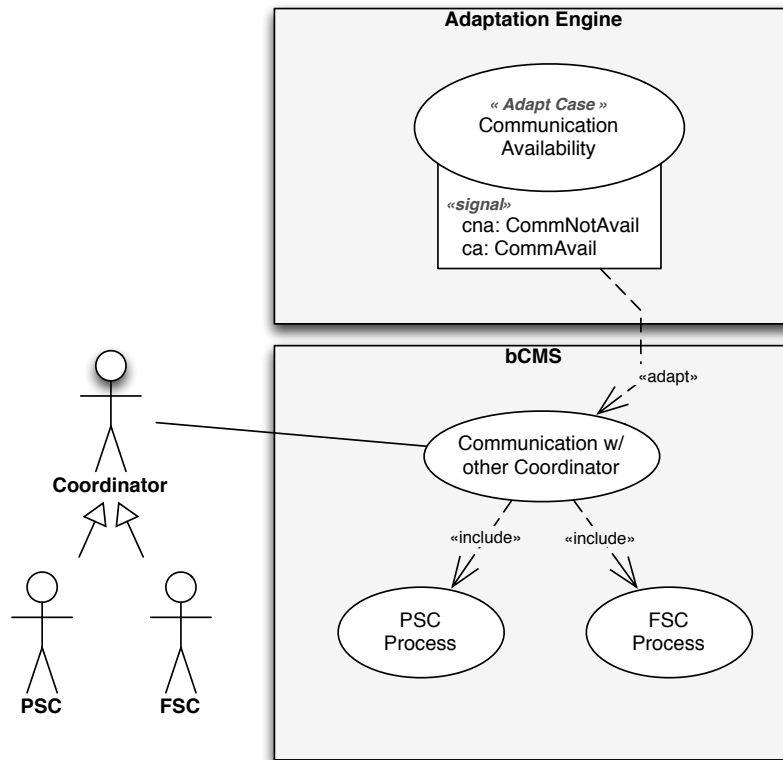 Adaptation Engine
« Adapt Case »
Communication
Availability
«signal»
cna: CommNotAvail
ca: CommAvail
bCMS
«adapt»
Communication w/
other Coordinator
Coordinator
«include»
«include»
PSC
Process
FSC
Process
PSC
FSC